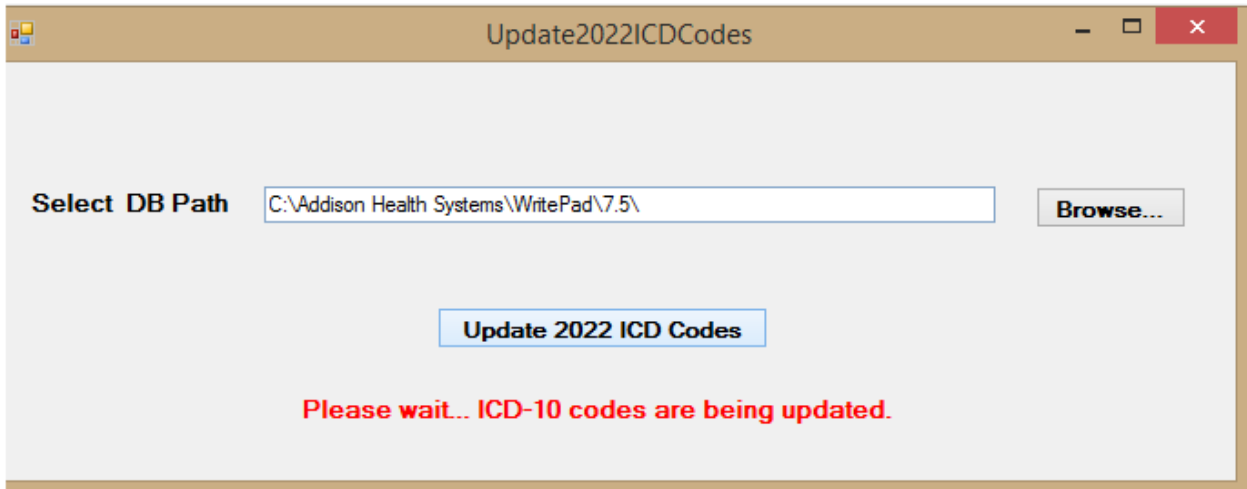 Update2022ICDCodes
Select DB Path C:\Addison Health Systems\WritePad\7.5\ Browse...
Update 2022 ICD Codes
Please wait... ICD-10 codes are being updated.